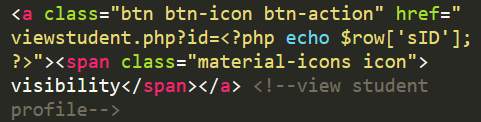 <a class="btn btn-icon btn-action" href="
viewstudent.php?id=<?php echo $row['sID'];
?>"><span class="material-icons icon">
visibility</span></a> <!--view student
profile-->